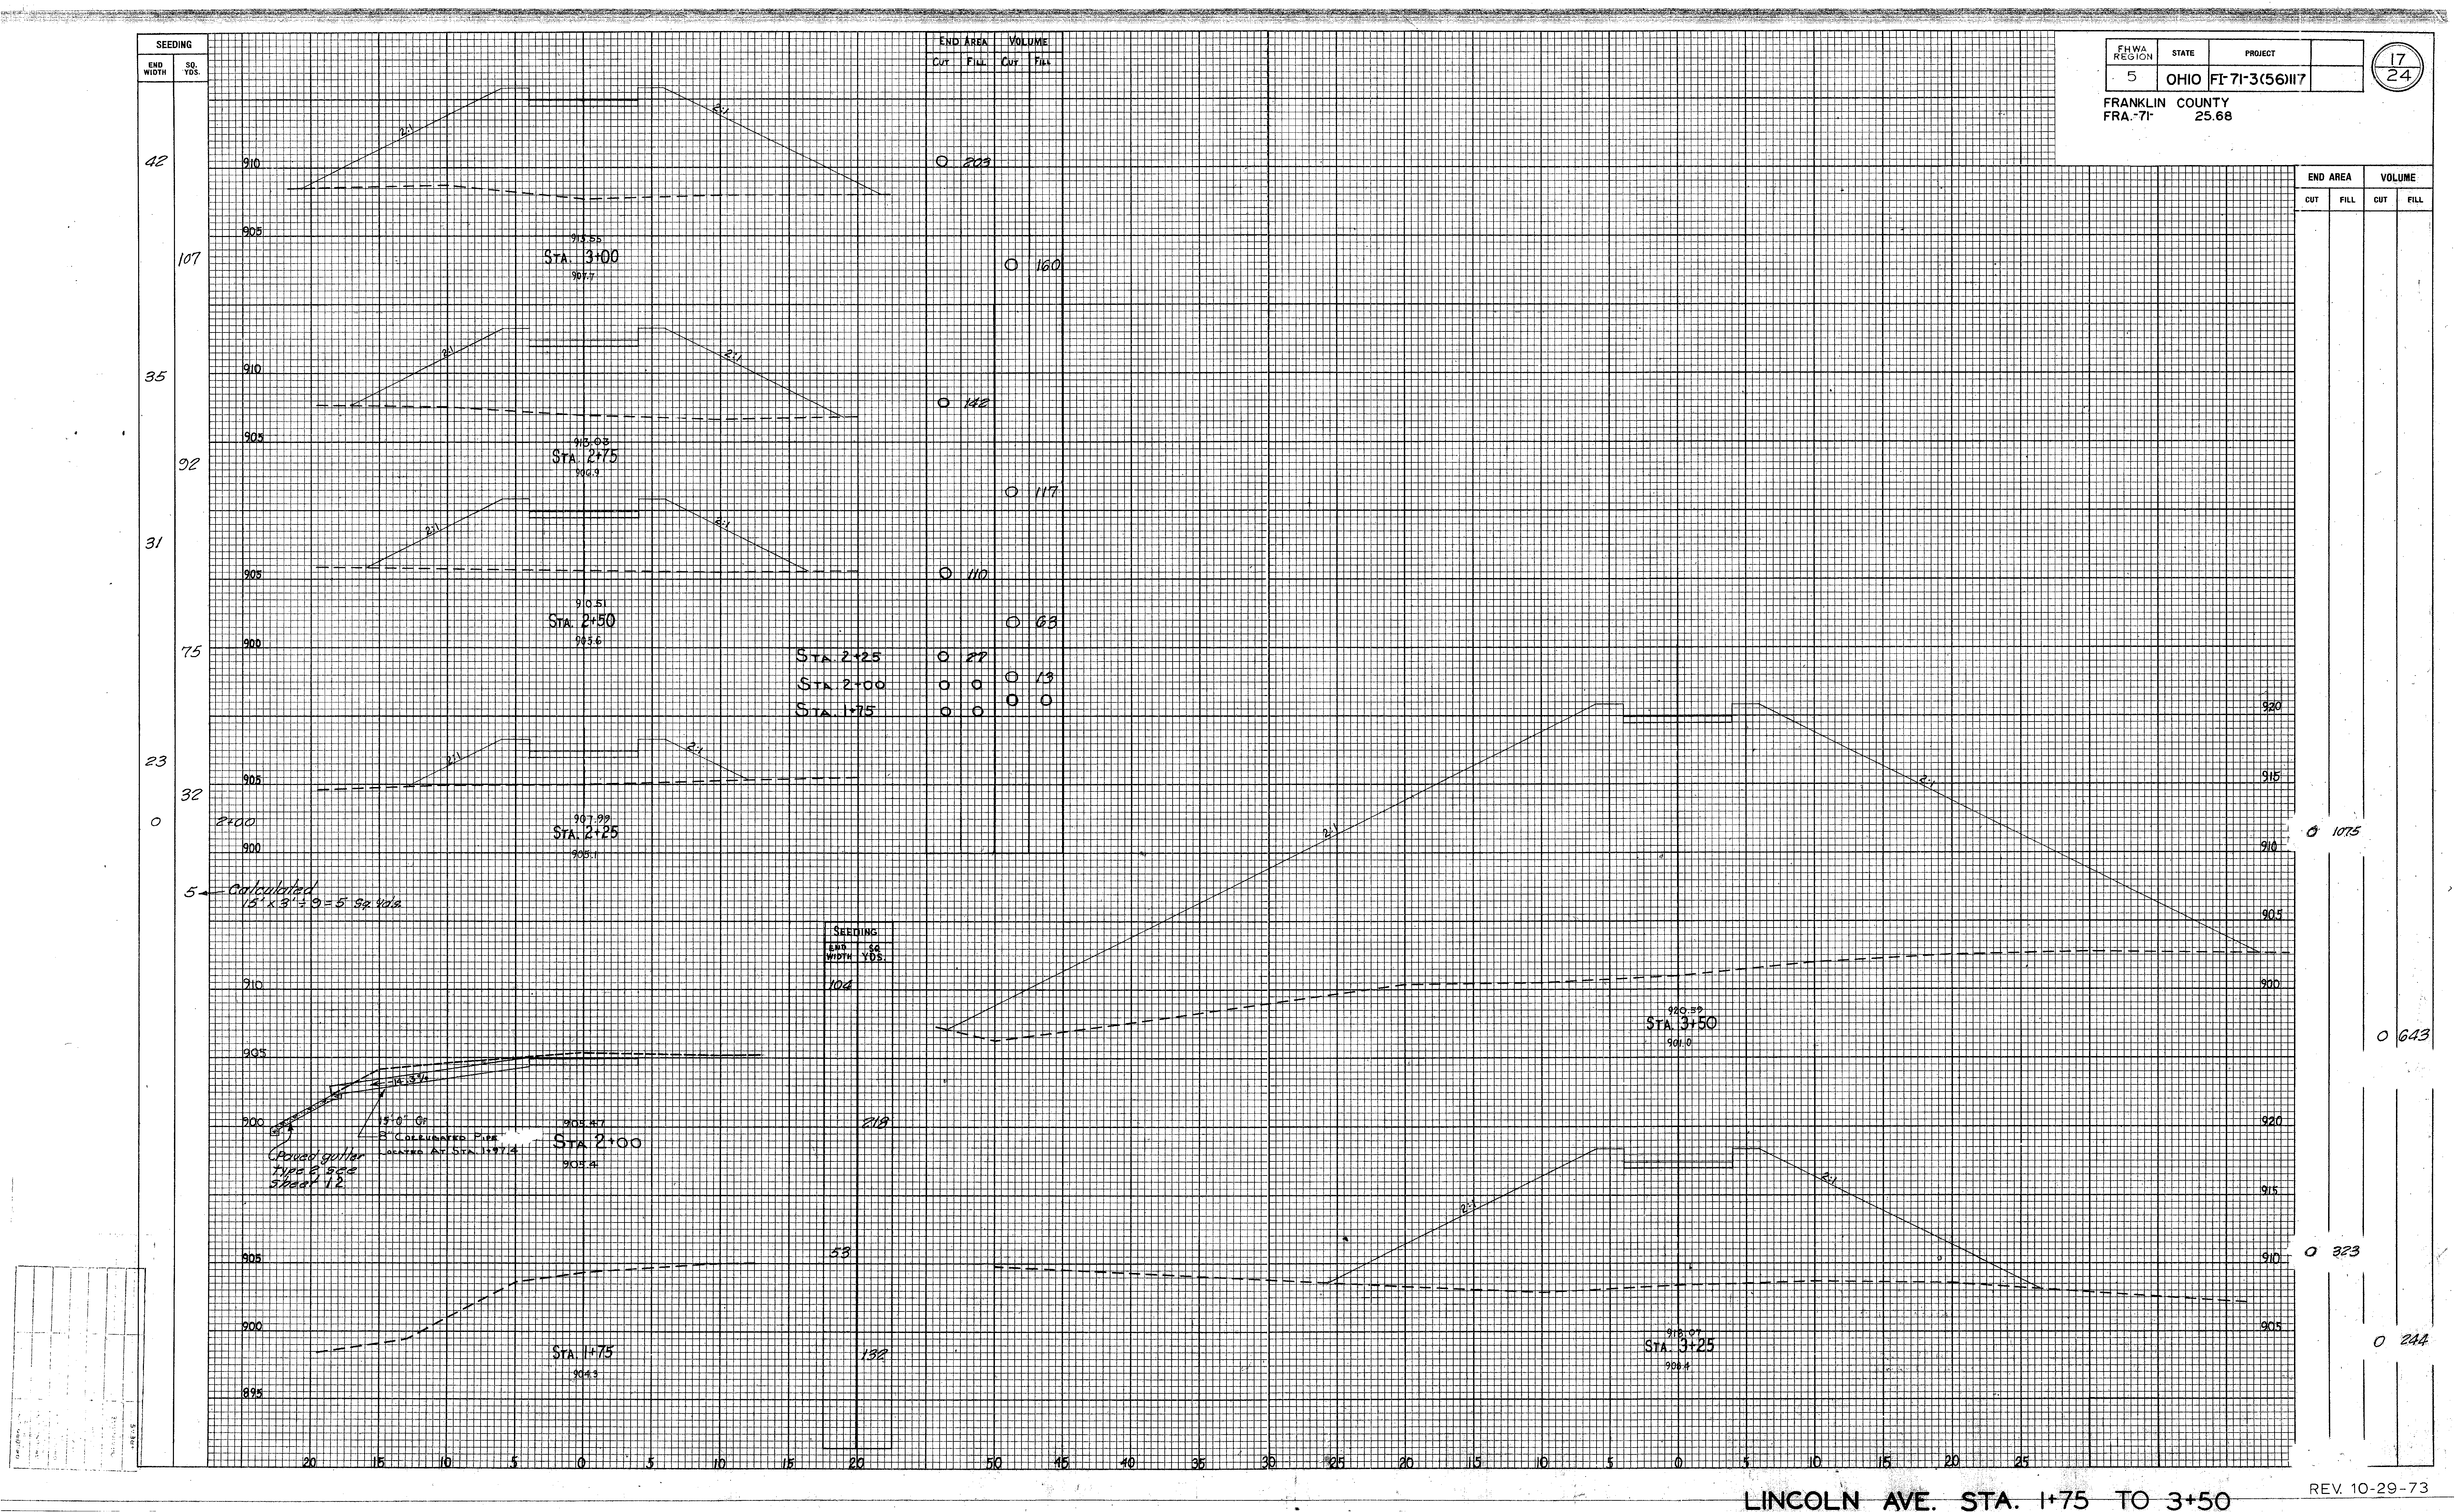 SEEDING
END WIDTH
SQ. YDS.
END AREA VOLUME
CUT FILL CUT FILL
FHWA REGION STATE PROJECT
5 OHIO FI-71-3(56)117
17
24
FRANKLIN COUNTY
FRA.-71- 25.68
END AREA VOLUME
CUT FILL CUT FILL
2:1
2:1
42
910
0 203
905
913.55
STA. 3+00
907.7
107
0 160
2:1
2:1
35
910
0 142
905
913.03
STA. 2+75
906.9
92
0 117
2:1
2:1
31
905
0 110
910.51
STA. 2+50
905.6
0 63
900
75
STA. 2+25 0 27
0 13
STA. 2+00 0 0
0 0
STA. 1+75 0 0
2:1
2:1
23
905
32
0 2+00
907.99
STA. 2+25
905.1
900
5 Calculated
15' x 3' ÷ 9 = 5 Sq. Yds.
SEEDING
END WIDTH
SQ. YDS.
910
104
905
14.3%
900
15'-0" OF
8" CORRUGATED PIPE
LOCATED AT STA. 1+97.4
905.47
STA 2+00
905.4
218
Paved gutter
type 2, see
sheet 12
905
53
900
STA. 1+75
904.3
132
895
920
915
2:1
2:1
0 1075
910
905
900
920.59
STA. 3+50
901.0
0 643
920
915
2:1
2:1
910
0 323
905
918.07
STA. 3+25
908.4
0 244
20 15 10 5 0 5 10 15 20 50 45 40 35 30 25 20 15 10 5 0 5 10 15 20 25
REV. 10-29-73
LINCOLN AVE. STA. 1+75 TO 3+50